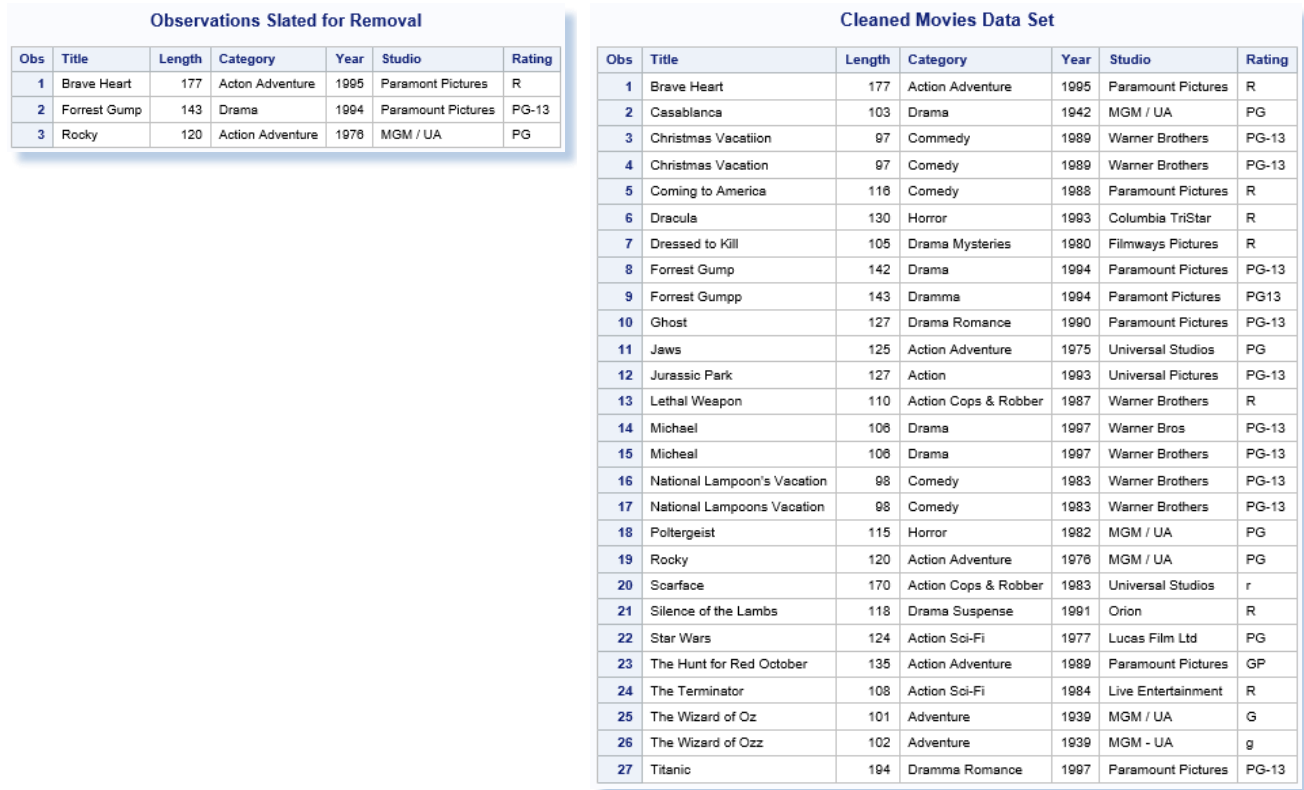 Observations Slated for Removal
Obs Title Length Category Year Studio Rating
1 Brave Heart 177 Acton Adventure 1995 Paramont Pictures R
2 Forrest Gump 143 Drama 1994 Paramount Pictures PG-13
3 Rocky 120 Action Adventure 1976 MGM / UA PG
Cleaned Movies Data Set
Obs Title Length Category Year Studio Rating
1 Brave Heart 177 Action Adventure 1995 Paramount Pictures R
2 Casablanca 103 Drama 1942 MGM / UA PG
3 Christmas Vacatiion 97 Commedy 1989 Warner Brothers PG-13
4 Christmas Vacation 97 Comedy 1989 Warner Brothers PG-13
5 Coming to America 116 Comedy 1988 Paramount Pictures R
6 Dracula 130 Horror 1993 Columbia TriStar R
7 Dressed to Kill 105 Drama Mysteries 1980 Filmways Pictures R
8 Forrest Gump 142 Drama 1994 Paramount Pictures PG-13
9 Forrest Gumpp 143 Dramma 1994 Paramont Pictures PG13
10 Ghost 127 Drama Romance 1990 Paramount Pictures PG-13
11 Jaws 125 Action Adventure 1975 Universal Studios PG
12 Jurassic Park 127 Action 1993 Universal Pictures PG-13
13 Lethal Weapon 110 Action Cops & Robber 1987 Warner Brothers R
14 Michael 106 Drama 1997 Warner Bros PG-13
15 Micheal 106 Drama 1997 Warner Brothers PG-13
16 National Lampoon's Vacation 98 Comedy 1983 Warner Brothers PG-13
17 National Lampoons Vacation 98 Comedy 1983 Warner Brothers PG-13
18 Poltergeist 115 Horror 1982 MGM / UA PG
19 Rocky 120 Action Adventure 1976 MGM / UA PG
20 Scarface 170 Action Cops & Robber 1983 Universal Studios r
21 Silence of the Lambs 118 Drama Suspense 1991 Orion R
22 Star Wars 124 Action Sci-Fi 1977 Lucas Film Ltd PG
23 The Hunt for Red October 135 Action Adventure 1989 Paramount Pictures GP
24 The Terminator 108 Action Sci-Fi 1984 Live Entertainment R
25 The Wizard of Oz 101 Adventure 1939 MGM / UA G
26 The Wizard of Ozz 102 Adventure 1939 MGM - UA g
27 Titanic 194 Dramma Romance 1997 Paramount Pictures PG-13